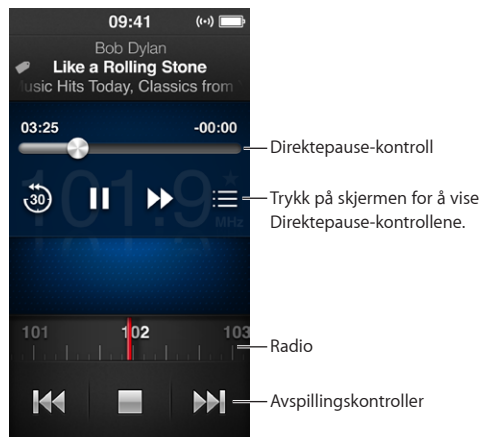 09:41
Bob Dylan
Like a Rolling Stone
usic Hits Today, Classics from
03:25 -00:00
Direktepause-kontroll
30
101.9
MHz
Trykk på skjermen for å vise
Direktepause-kontrollene.
101 102 103
Radio
Avspillingskontroller